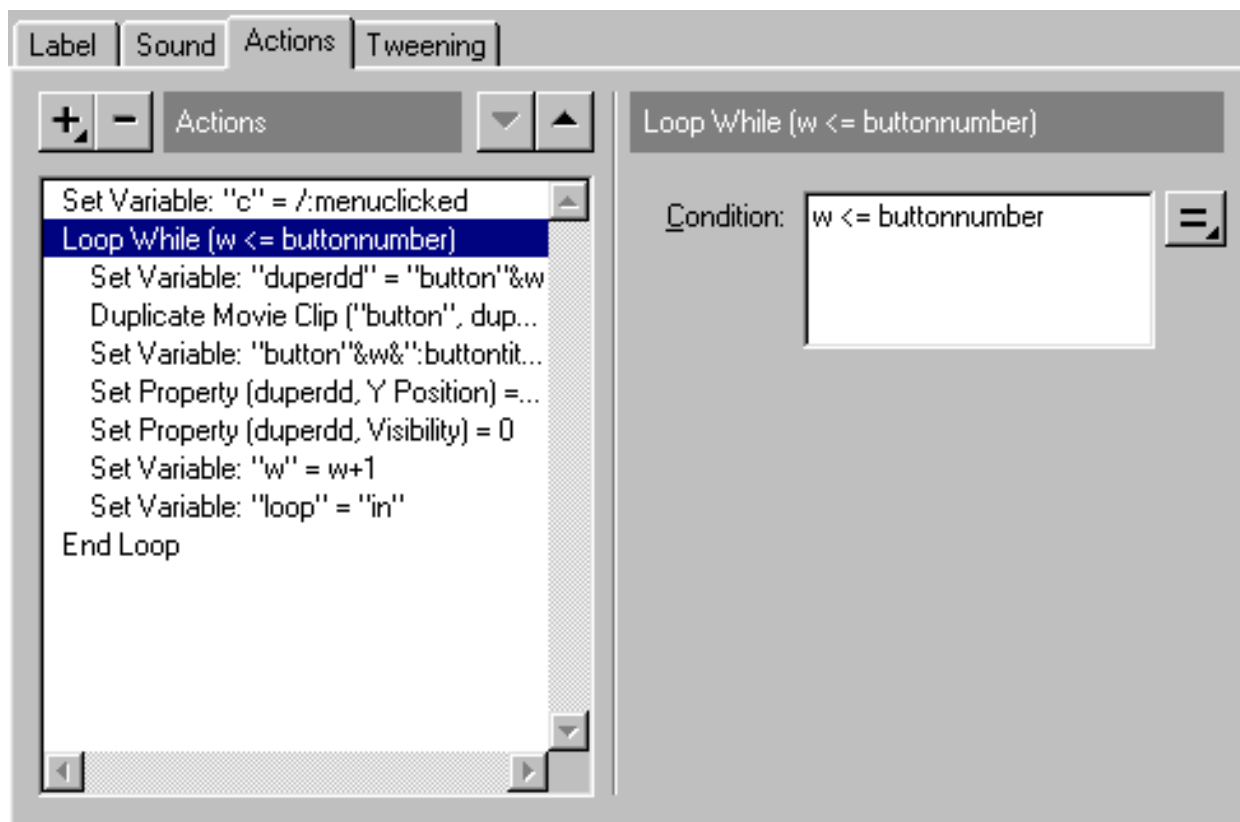 Label Sound Actions Tweening
+ - Actions
Loop While (w <= buttonnumber)
Set Variable: "c" = /:menuclicked
Loop While (w <= buttonnumber)
Set Variable: "duperdd" = "button"&w
Duplicate Movie Clip ("button", dup...
Set Variable: "button"&w&":buttontit...
Set Property (duperdd, Y Position) =...
Set Property (duperdd, Visibility) = 0
Set Variable: "w" = w+1
Set Variable: "loop" = "in"
End Loop
Condition: w <= buttonnumber =